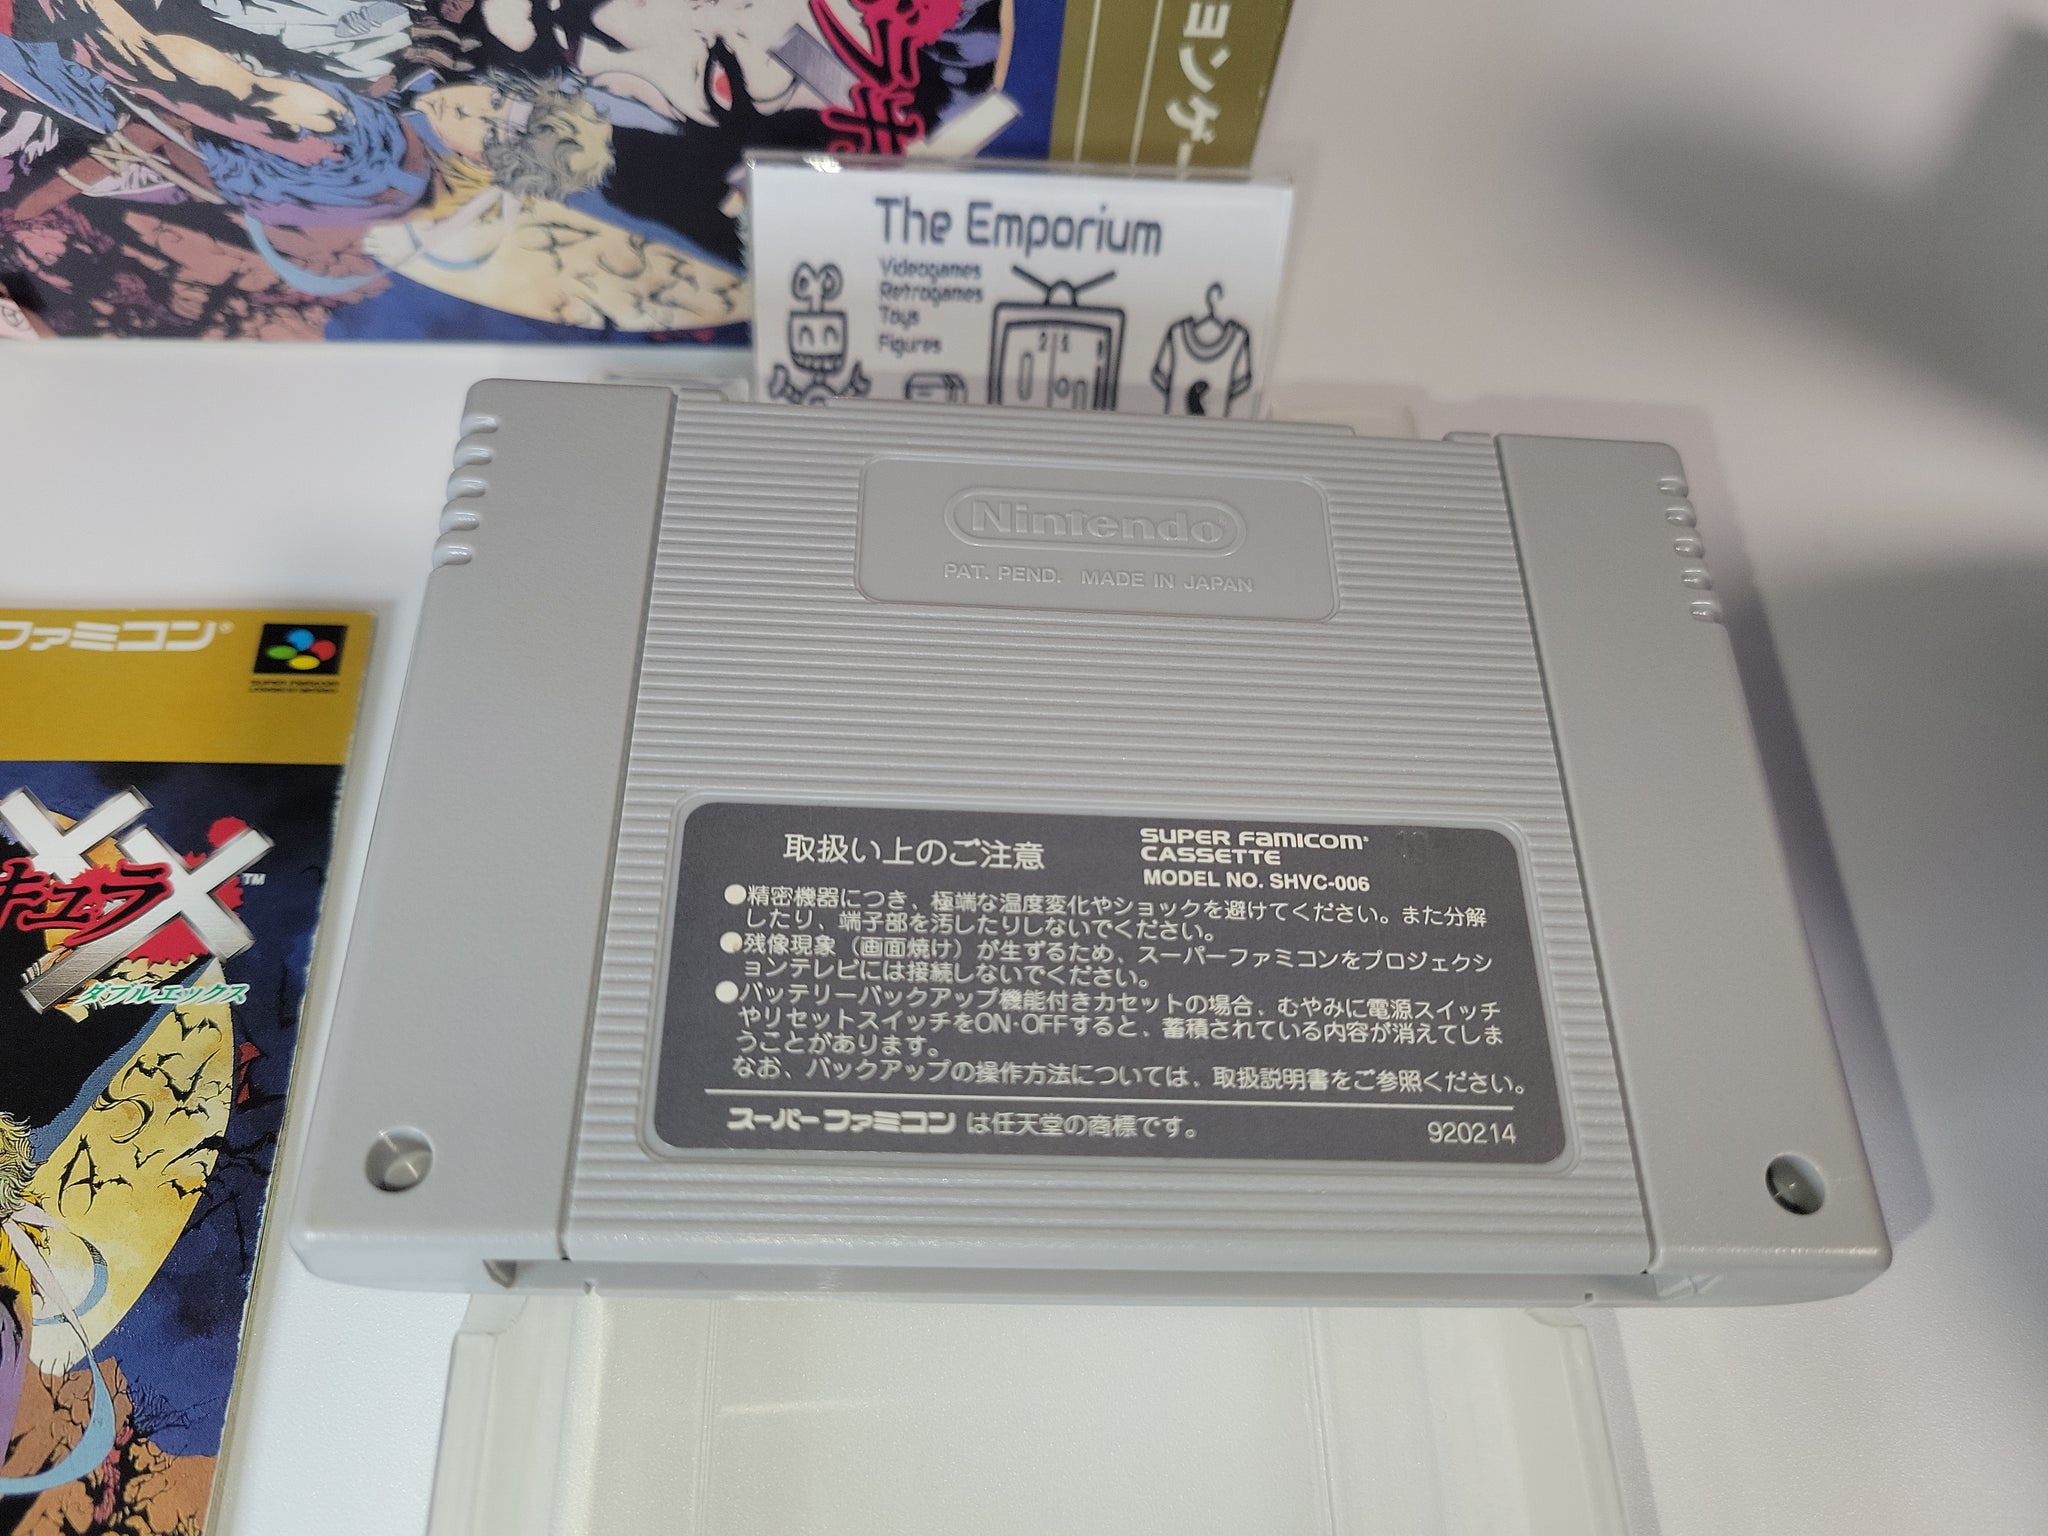 ョンゲー
ラキ
The Emporium
Videogames
Retrogames
Toys
Figures
Nintendo
PAT. PEND. MADE IN JAPAN
ファミコン®
SUPER FAMICOM
XX
キュラ
TM
ダブルエックス
取扱い上のご注意
SUPER FAMICOM®
CASSETTE
MODEL NO. SHVC-006
●精密機器につき、極端な温度変化やショックを避けてください。また分解
したり、端子部を汚したりしないでください。
●残像現象（画面焼け）が生ずるため、スーパーファミコンをプロジェクシ
ョンテレビには接続しないでください。
●バッテリーバックアップ機能付きカセットの場合、むやみに電源スイッチ
やリセットスイッチをON・OFFすると、蓄積されている内容が消えてしま
うことがあります。
なお、バックアップの操作方法については、取扱説明書をご参照ください。
スーパーファミコン は任天堂の商標です。
920214